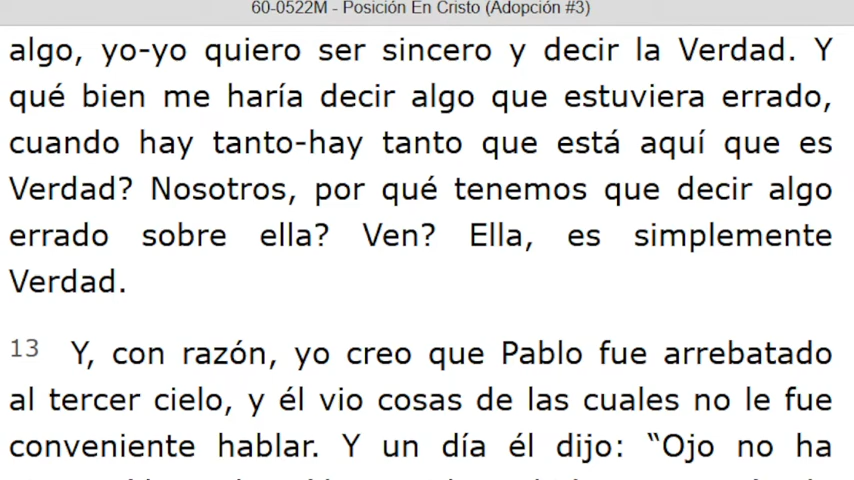 60-0522M - Posición En Cristo (Adopción #3)
algo, yo-yo quiero ser sincero y decir la Verdad. Y
qué bien me haría decir algo que estuviera errado,
cuando hay tanto-hay tanto que está aquí que es
Verdad? Nosotros, por qué tenemos que decir algo
errado sobre ella? Ven? Ella, es simplemente
Verdad.
13 Y, con razón, yo creo que Pablo fue arrebatado
al tercer cielo, y él vio cosas de las cuales no le fue
conveniente hablar. Y un día él dijo: “Ojo no ha